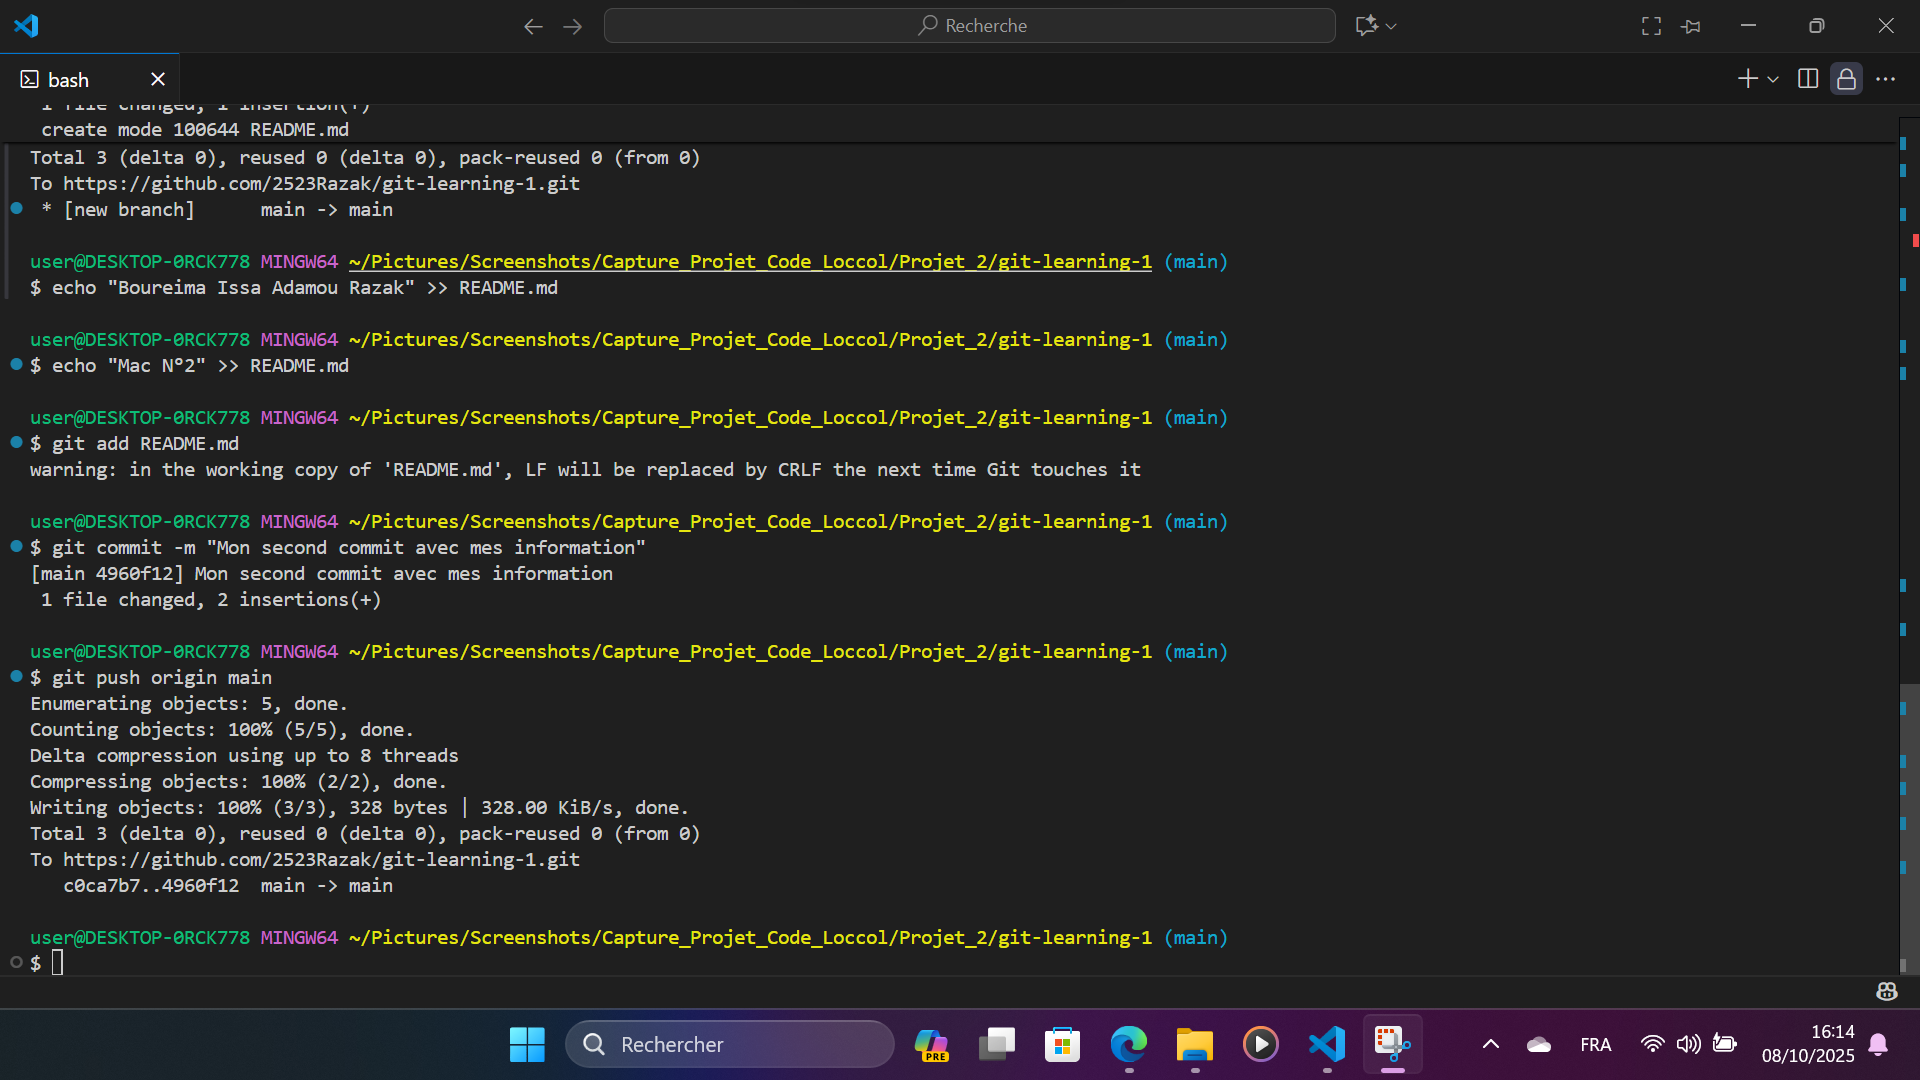 Recherche
bash
1 file changed, 1 insertion(+)
create mode 100644 README.md
Total 3 (delta 0), reused 0 (delta 0), pack-reused 0 (from 0)
To https://github.com/2523Razak/git-learning-1.git
* [new branch]      main -> main
user@DESKTOP-0RCK778 MINGW64 ~/Pictures/Screenshots/Capture_Projet_Code_Loccol/Projet_2/git-learning-1 (main)
$ echo "Boureima Issa Adamou Razak" >> README.md
user@DESKTOP-0RCK778 MINGW64 ~/Pictures/Screenshots/Capture_Projet_Code_Loccol/Projet_2/git-learning-1 (main)
$ echo "Mac N°2" >> README.md
user@DESKTOP-0RCK778 MINGW64 ~/Pictures/Screenshots/Capture_Projet_Code_Loccol/Projet_2/git-learning-1 (main)
$ git add README.md
warning: in the working copy of 'README.md', LF will be replaced by CRLF the next time Git touches it
user@DESKTOP-0RCK778 MINGW64 ~/Pictures/Screenshots/Capture_Projet_Code_Loccol/Projet_2/git-learning-1 (main)
$ git commit -m "Mon second commit avec mes information"
[main 4960f12] Mon second commit avec mes information
1 file changed, 2 insertions(+)
user@DESKTOP-0RCK778 MINGW64 ~/Pictures/Screenshots/Capture_Projet_Code_Loccol/Projet_2/git-learning-1 (main)
$ git push origin main
Enumerating objects: 5, done.
Counting objects: 100% (5/5), done.
Delta compression using up to 8 threads
Compressing objects: 100% (2/2), done.
Writing objects: 100% (3/3), 328 bytes | 328.00 KiB/s, done.
Total 3 (delta 0), reused 0 (delta 0), pack-reused 0 (from 0)
To https://github.com/2523Razak/git-learning-1.git
c0ca7b7..4960f12  main -> main
user@DESKTOP-0RCK778 MINGW64 ~/Pictures/Screenshots/Capture_Projet_Code_Loccol/Projet_2/git-learning-1 (main)
$
Rechercher
PRE
FRA
16:14
08/10/2025